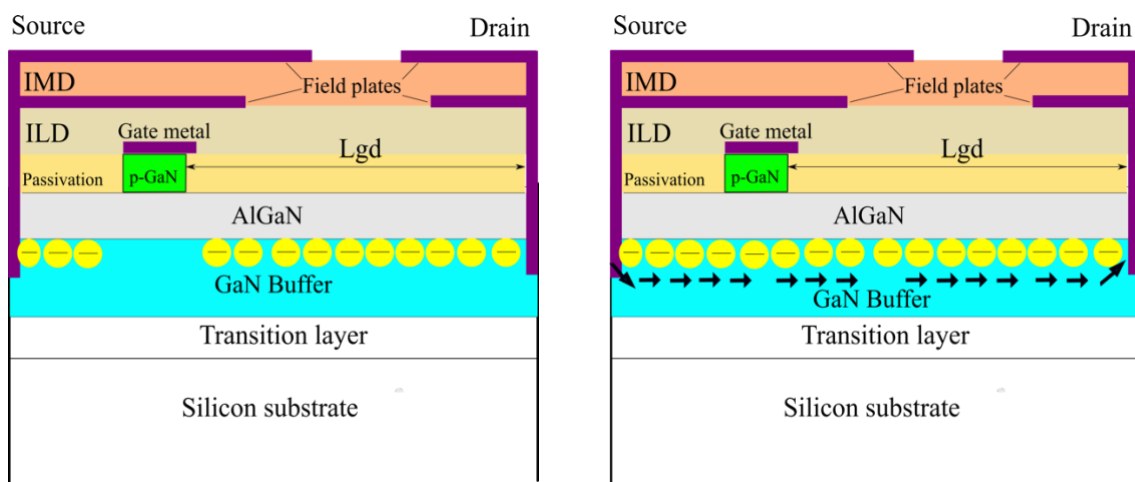 Source
Drain
IMD
Field plates
ILD
Gate metal
Lgd
Passivation
p-GaN
AlGaN
GaN Buffer
Transition layer
Silicon substrate
Source
Drain
IMD
Field plates
ILD
Gate metal
Lgd
Passivation
p-GaN
AlGaN
GaN Buffer
Transition layer
Silicon substrate